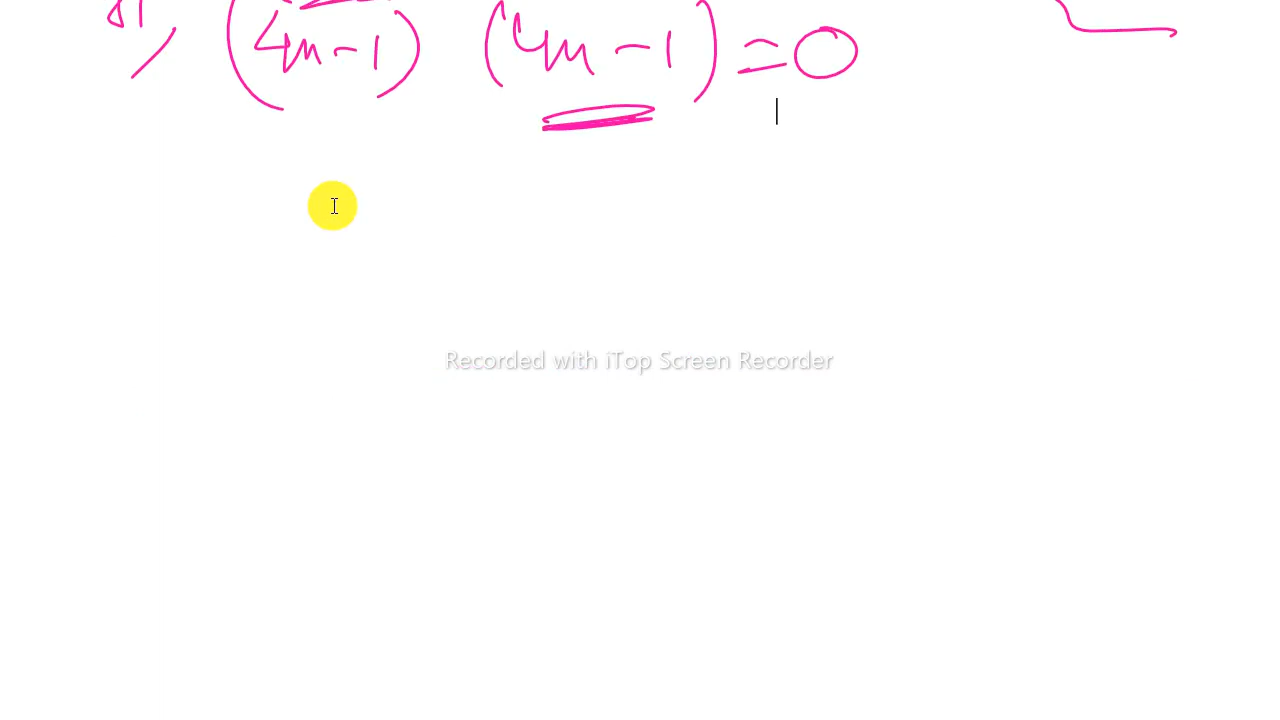 (4m-1) (4m-1) =0
Recorded with iTop Screen Recorder